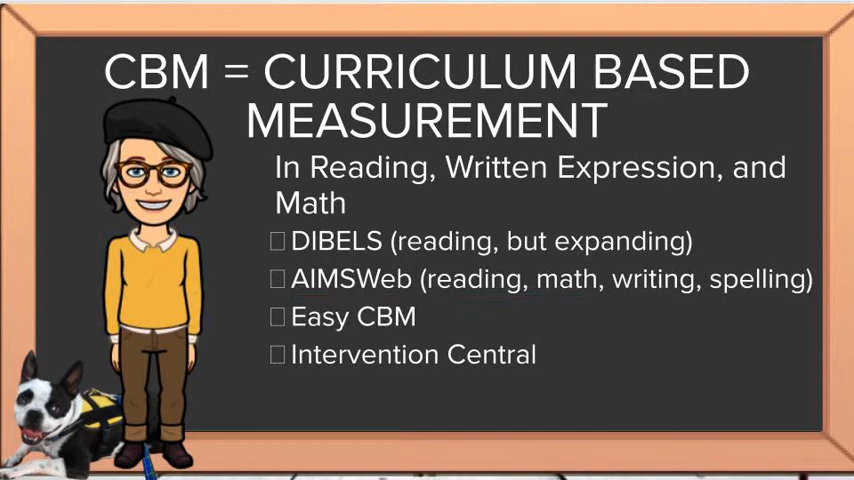 CBM = CURRICULUM BASED
MEASUREMENT
In Reading, Written Expression, and
Math
DIBELS (reading, but expanding)
AIMSWeb (reading, math, writing, spelling)
Easy CBM
Intervention Central